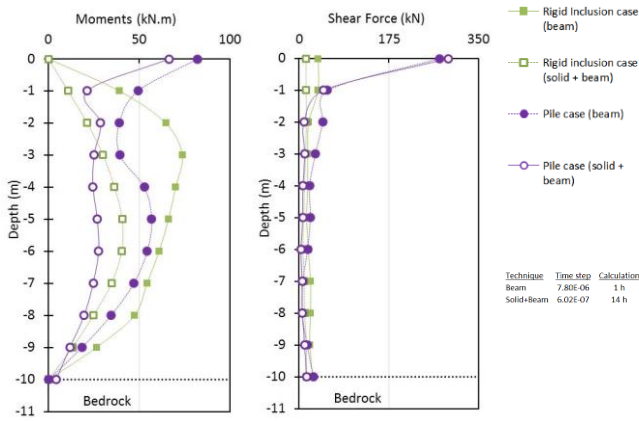 Moments (kN.m)
0 50 100
0
-1
-2
-3
-4
-5
-6
-7
-8
-9
-10
-11
Depth (m)
Bedrock
Shear Force (kN)
0 175 350
0
-1
-2
-3
-4
-5
-6
-7
-8
-9
-10
-11
Depth (m)
Bedrock
Rigid Inclusion case
(beam)
Rigid inclusion case
(solid + beam)
Pile case (beam)
Pile case (solid +
beam)
Technique Time step Calculation
Beam 7.80E-06 1 h
Solid+Beam 6.02E-07 14 h